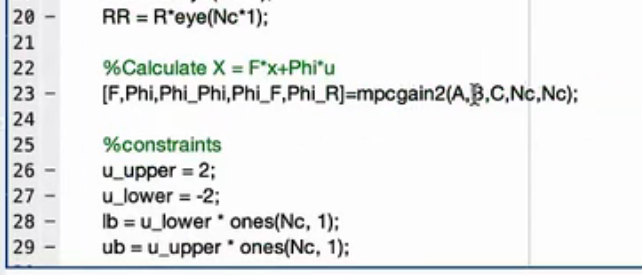 20 – RR = R*eye(Nc*1);
21
22 %Calculate X = F*x+Phi*u
23 – [F,Phi,Phi_Phi,Phi_F,Phi_R]=mpcgain2(A,B,C,Nc,Nc);
24
25 %constraints
26 – u_upper = 2;
27 – u_lower = -2;
28 – lb = u_lower * ones(Nc, 1);
29 – ub = u_upper * ones(Nc, 1);